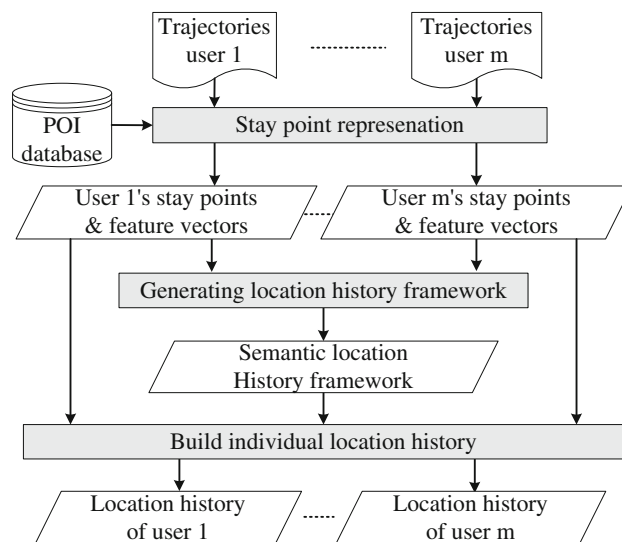 Trajectories
user 1
Trajectories
user m
POI
database
Stay point represenation
User 1's stay points
& feature vectors
User m's stay points
& feature vectors
Generating location history framework
Semantic location
History framework
Build individual location history
Location history
of user 1
Location history
of user m